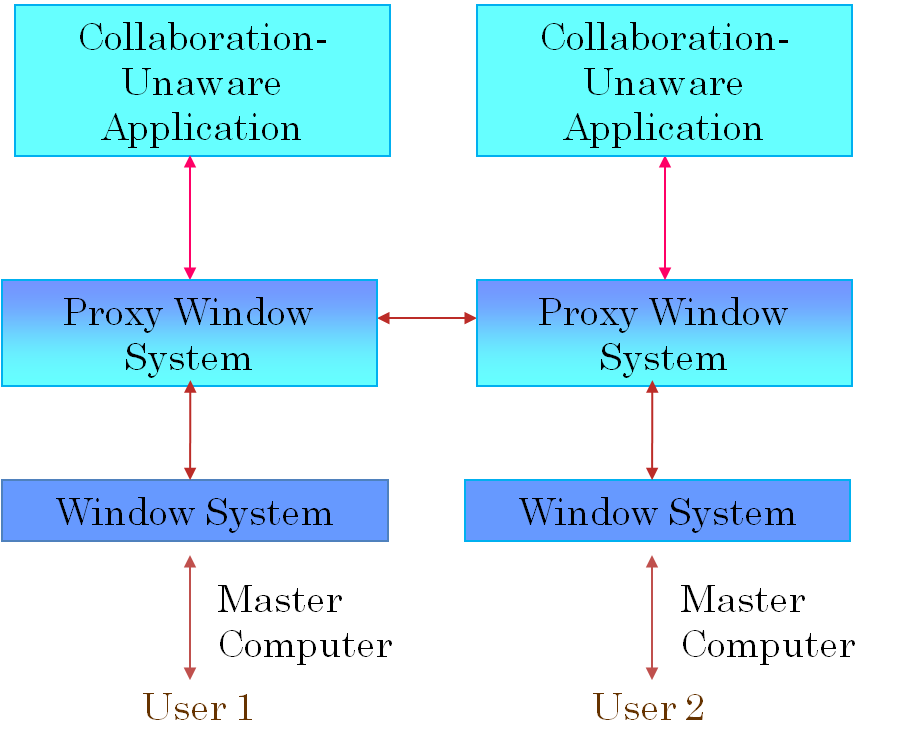 Collaboration-
Unaware
Application
Collaboration-
Unaware
Application
Proxy Window
System
Proxy Window
System
Window System
Window System
Master
Computer
Master
Computer
User 1
User 2